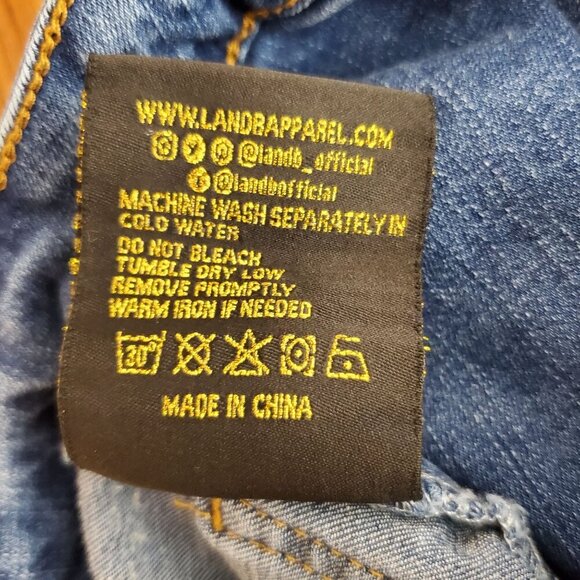 WWW.LANDBAPPAREL.COM
@landb_official
@landbofficial
MACHINE WASH SEPARATELY IN
COLD WATER
DO NOT BLEACH
TUMBLE DRY LOW
REMOVE PROMPTLY
WARM IRON IF NEEDED
30°
MADE IN CHINA